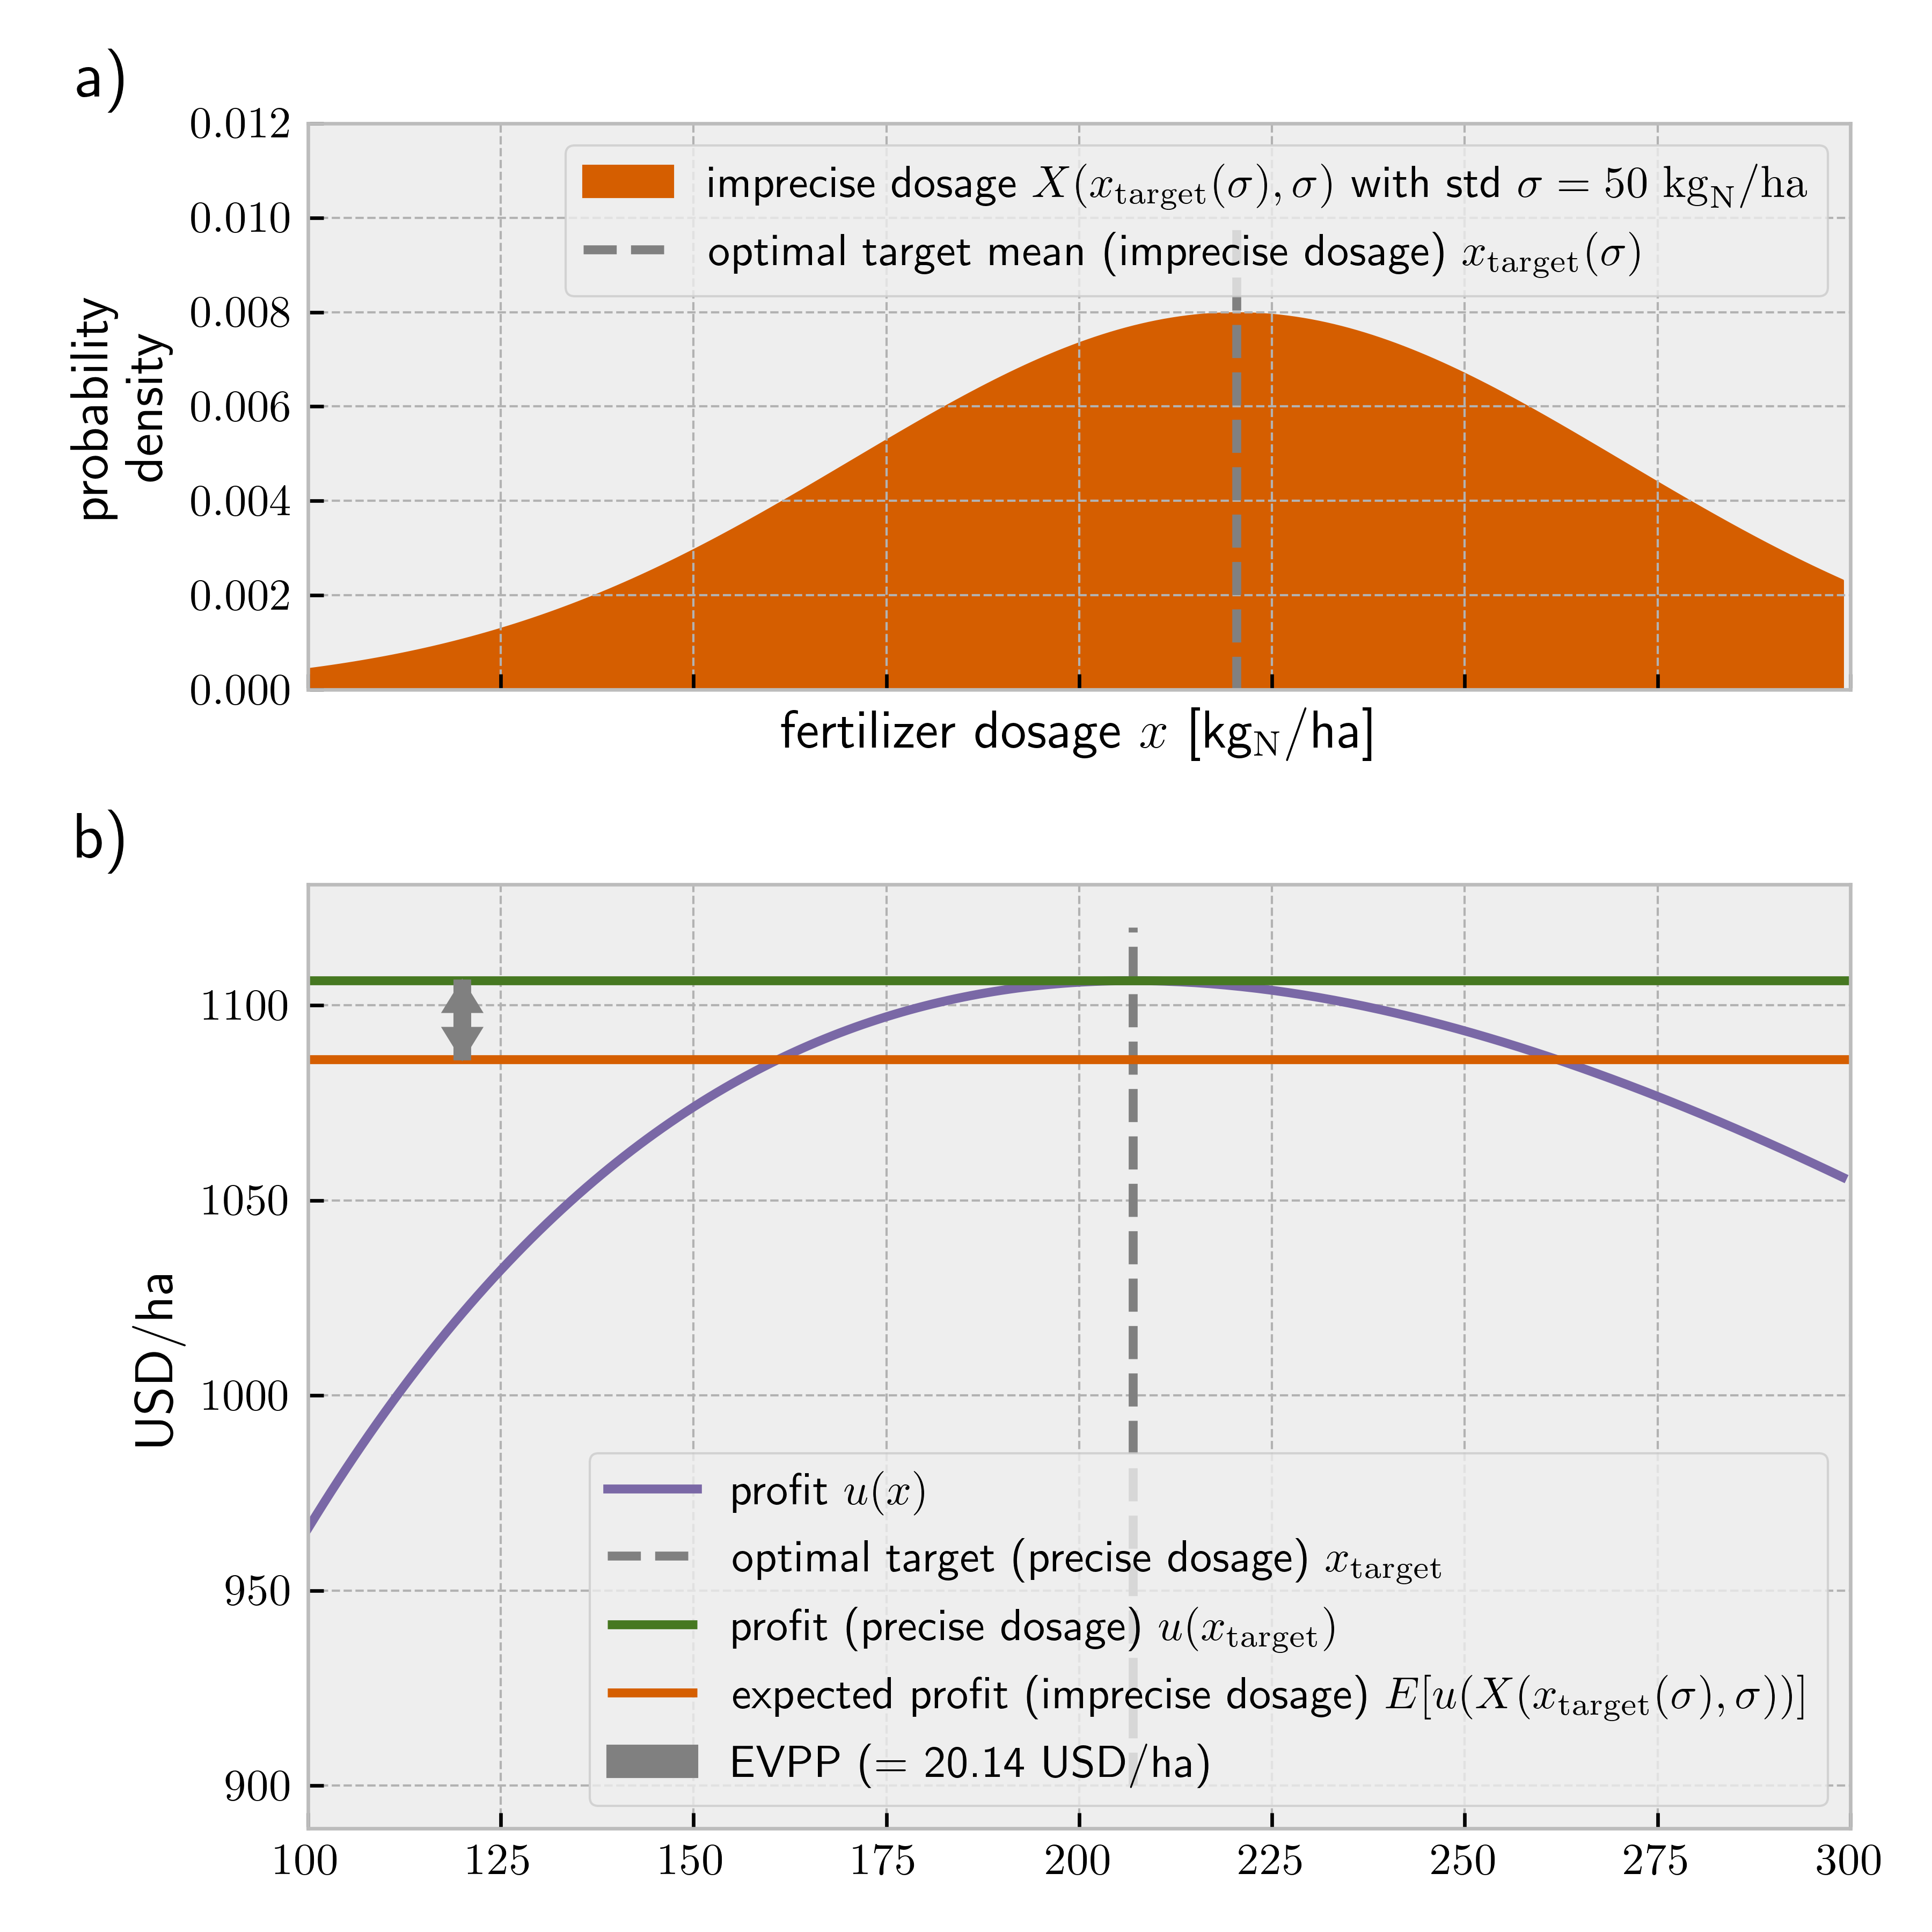 a)
0.012
0.010
0.008
0.006
0.004
0.002
0.000
probability
density
imprecise dosage X(x_target(σ), σ) with std σ = 50 kg_N/ha
optimal target mean (imprecise dosage) x_target(σ)
fertilizer dosage x [kg_N/ha]
b)
1100
1050
1000
950
900
USD/ha
profit u(x)
optimal target (precise dosage) x_target
profit (precise dosage) u(x_target)
expected profit (imprecise dosage) E[u(X(x_target(σ), σ))]
EVPP (= 20.14 USD/ha)
100 125 150 175 200 225 250 275 300